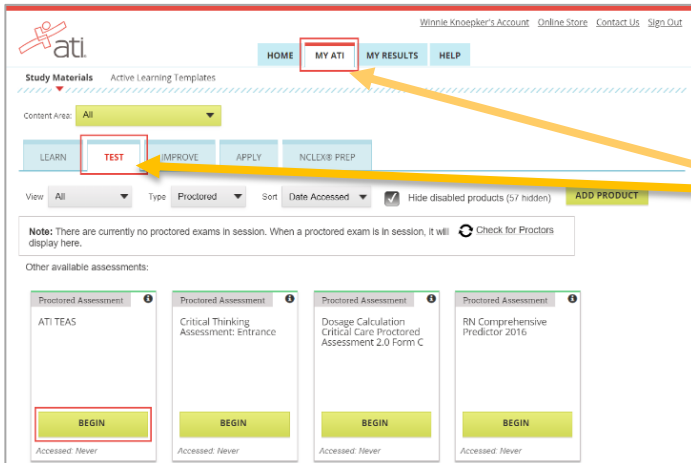 Winnie Knoepker's Account Online Store Contact Us Sign Out
ati
HOME MY ATI MY RESULTS HELP
Study Materials Active Learning Templates
Content Area: All
LEARN TEST IMPROVE APPLY NCLEX® PREP
View All Type Proctored Sort Date Accessed Hide disabled products (57 hidden) ADD PRODUCT
Note: There are currently no proctored exams in session. When a proctored exam is in session, it will Check for Proctors
display here.
Other available assessments:
Proctored Assessment Proctored Assessment Proctored Assessment Proctored Assessment
ATI TEAS Critical Thinking Dosage Calculation RN Comprehensive
Assessment: Entrance Critical Care Proctored Predictor 2016
Assessment 2.0 Form C
BEGIN BEGIN BEGIN BEGIN
Accessed: Never Accessed: Never Accessed: Never Accessed: Never